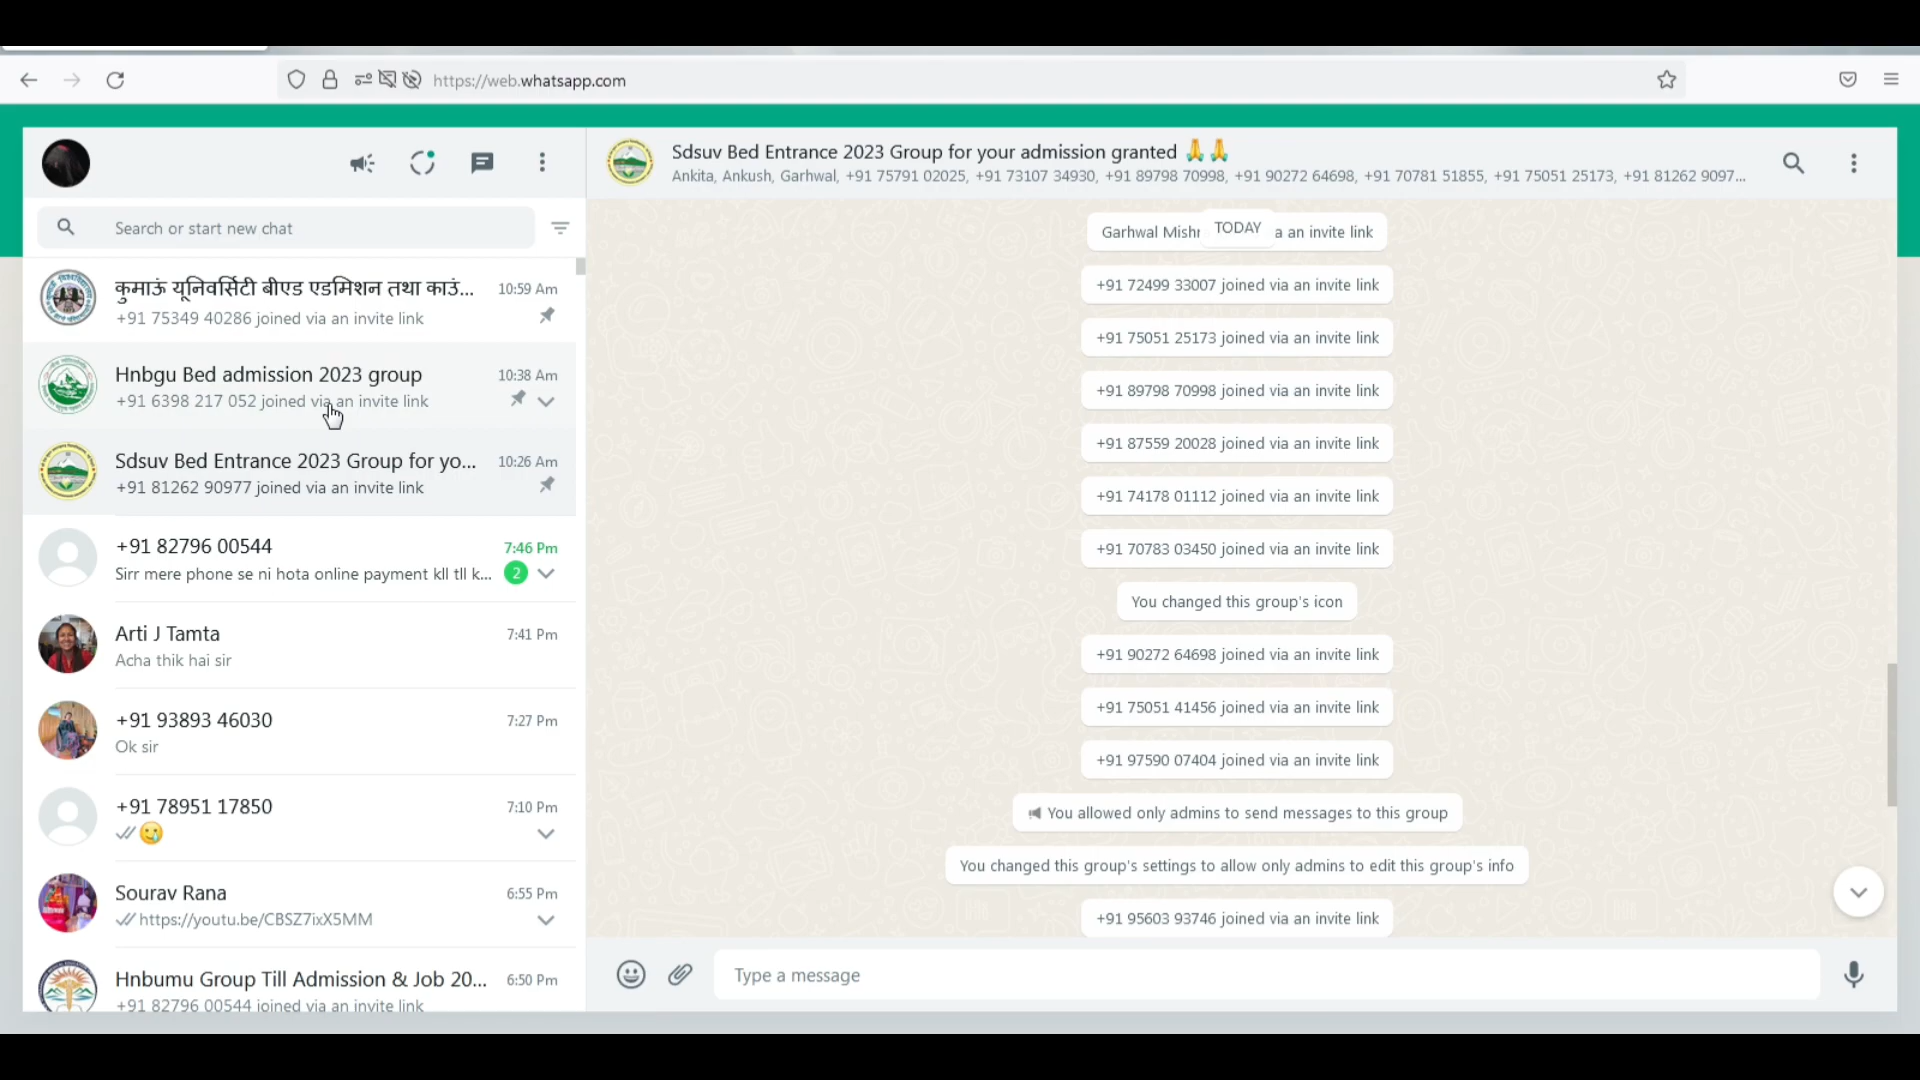 https://web.whatsapp.com
Search or start new chat
कुमाऊं यूनिवर्सिटी बीएड एडमिशन तथा काउं... 10:59 Am
+91 75349 40286 joined via an invite link
Hnbgu Bed admission 2023 group 10:38 Am
+91 6398 217 052 joined via an invite link
Sdsuv Bed Entrance 2023 Group for yo... 10:26 Am
+91 81262 90977 joined via an invite link
+91 82796 00544 7:46 Pm
Sirr mere phone se ni hota online payment kll tll k... 2
Arti J Tamta 7:41 Pm
Acha thik hai sir
+91 93893 46030 7:27 Pm
Ok sir
+91 78951 17850 7:10 Pm
🥲
Sourav Rana 6:55 Pm
https://youtu.be/CBSZ7ixX5MM
Hnbumu Group Till Admission & Job 20... 6:50 Pm
+91 82796 00544 joined via an invite link
Sdsuv Bed Entrance 2023 Group for your admission granted 🙏🙏
Ankita, Ankush, Garhwal, +91 75791 02025, +91 73107 34930, +91 89798 70998, +91 90272 64698, +91 70781 51855, +91 75051 25173, +91 81262 9097...
TODAY
Garhwal Mishr a an invite link
+91 72499 33007 joined via an invite link
+91 75051 25173 joined via an invite link
+91 89798 70998 joined via an invite link
+91 87559 20028 joined via an invite link
+91 74178 01112 joined via an invite link
+91 70783 03450 joined via an invite link
You changed this group's icon
+91 90272 64698 joined via an invite link
+91 75051 41456 joined via an invite link
+91 97590 07404 joined via an invite link
You allowed only admins to send messages to this group
You changed this group's settings to allow only admins to edit this group's info
+91 95603 93746 joined via an invite link
Type a message